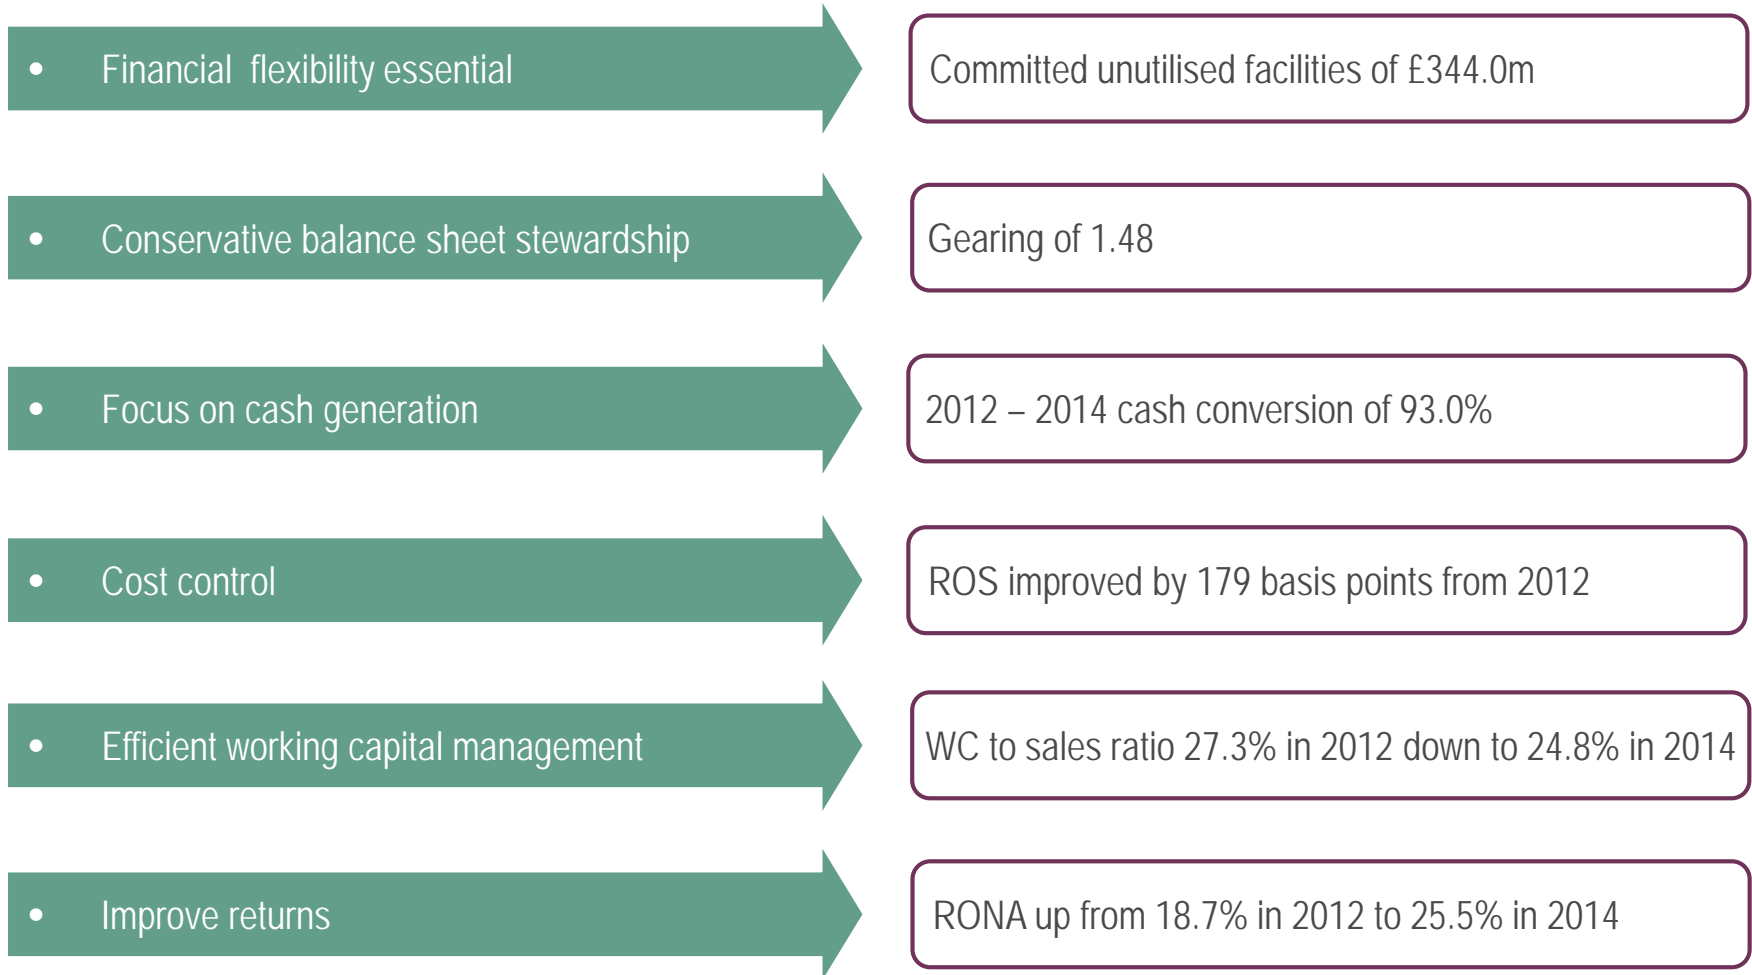 • Financial flexibility essential
Committed unutilised facilities of £344.0m
• Conservative balance sheet stewardship
Gearing of 1.48
• Focus on cash generation
2012 – 2014 cash conversion of 93.0%
• Cost control
ROS improved by 179 basis points from 2012
• Efficient working capital management
WC to sales ratio 27.3% in 2012 down to 24.8% in 2014
• Improve returns
RONA up from 18.7% in 2012 to 25.5% in 2014